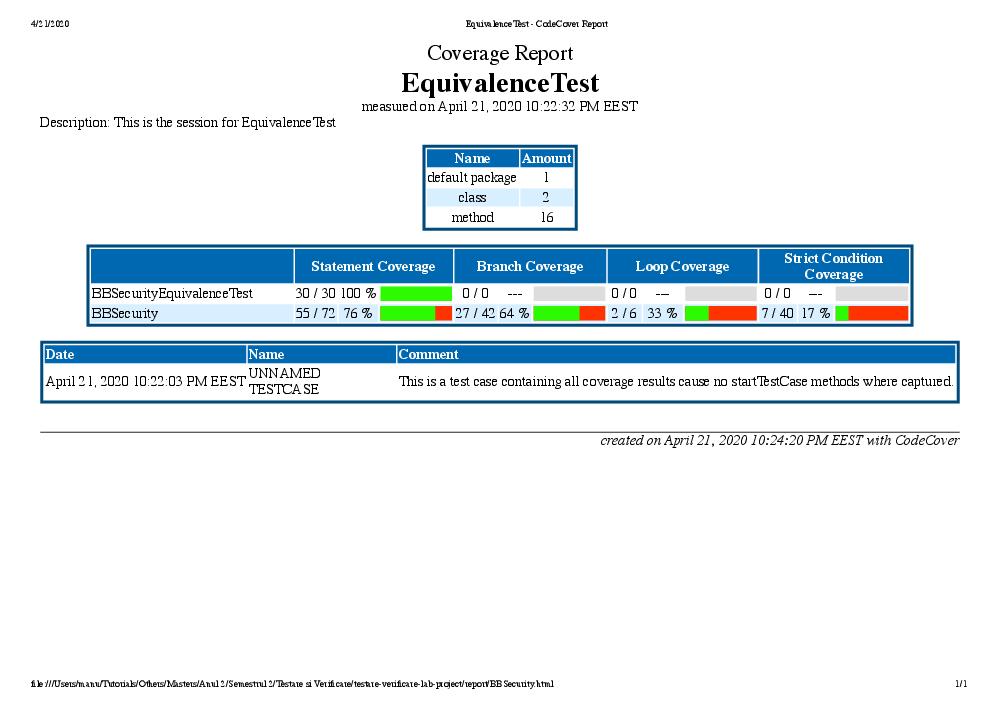 4/21/2020 EquivalenceTest - CodeCover Report
Coverage Report
EquivalenceTest
measured on April 21, 2020 10:22:32 PM EEST
Description: This is the session for EquivalenceTest
Name Amount
default package 1
class 2
method 16
Statement Coverage Branch Coverage Loop Coverage Strict Condition Coverage
BBSecurityEquivalenceTest 30 / 30 100 % 0 / 0 --- 0 / 0 --- 0 / 0 ---
BBSecurity 55 / 72 76 % 27 / 42 64 % 2 / 6 33 % 7 / 40 17 %
Date Name Comment
April 21, 2020 10:22:03 PM EEST UNNAMED TESTCASE This is a test case containing all coverage results cause no startTestCase methods where captured.
created on April 21, 2020 10:24:20 PM EEST with CodeCover
file:///Users/manu/Tutorials/Others/Masters/Anul 2/Semestrul 2/Testare si Verificare/testare-verificare-lab-project/report/BBSecurity.html 1/1